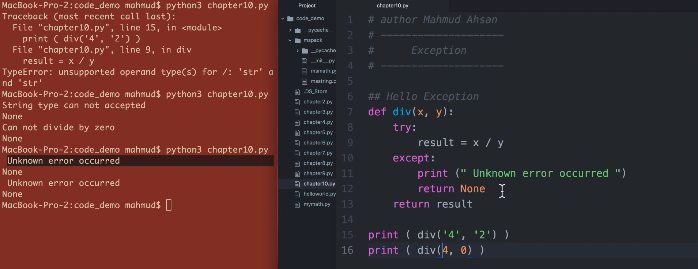 MacBook-Pro-2:code_demo mahmud$ python3 chapter10.py
Traceback (most recent call last):
  File "chapter10.py", line 15, in <module>
    print ( div('4', '2') )
  File "chapter10.py", line 9, in div
    result = x / y
TypeError: unsupported operand type(s) for /: 'str' a
nd 'str'
MacBook-Pro-2:code_demo mahmud$ python3 chapter10.py
String type can not accepted
None
Can not divide by zero
None
MacBook-Pro-2:code_demo mahmud$ python3 chapter10.py
 Unknown error occurred
None
 Unknown error occurred
None
MacBook-Pro-2:code_demo mahmud$
Project
code_demo
__pycache
mspack
__pycache
__init__.py
mamath.py
mastring.p
.DS_Store
chapter2.py
chapter3.py
chapter4.py
chapter5.py
chapter6.py
chapter7.py
chapter8.py
chapter9.py
chapter10.py
helloworld.py
mymath.py
chapter10.py
1 # author Mahmud Ahsan
2 # --------------------
3 #      Exception
4 # --------------------
5
6 ## Hello Exception
7 def div(x, y):
8     try:
9         result = x / y
10     except:
11         print (" Unknown error occurred ")
12         return None
13     return result
14
15 print ( div('4', '2') )
16 print ( div(4, 0) )